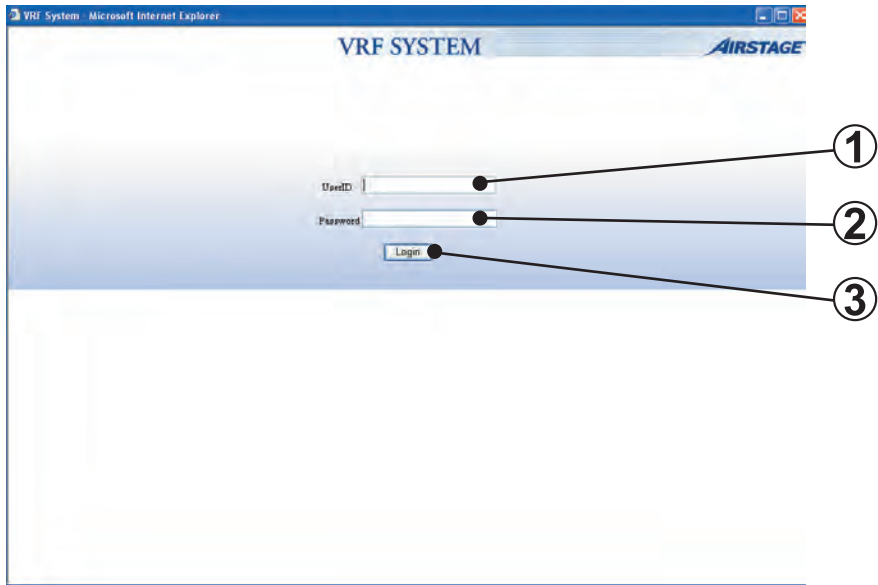 VRF System - Microsoft Internet Explorer
VRF SYSTEM
AIRSTAGE
1
UserID
Password
2
Login
3